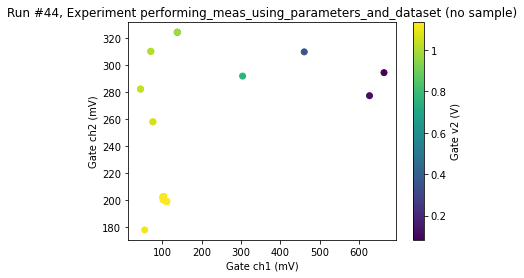 Run #44, Experiment performing_meas_using_parameters_and_dataset (no sample)
320
300
280
260
240
220
200
180
Gate ch2 (mV)
100 200 300 400 500 600
Gate ch1 (mV)
1
0.8
0.6
0.4
0.2
Gate v2 (V)